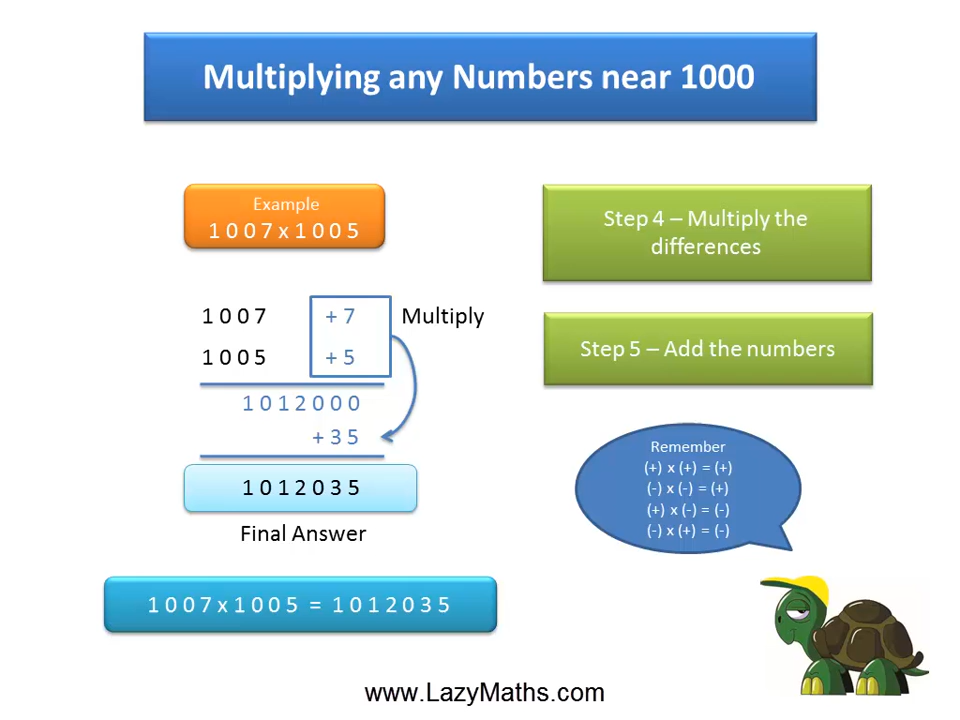 Multiplying any Numbers near 1000
Example
1 0 0 7 x 1 0 0 5
Step 4 – Multiply the
differences
1 0 0 7 + 7 Multiply
1 0 0 5 + 5
Step 5 – Add the numbers
1 0 1 2 0 0 0
+ 3 5
1 0 1 2 0 3 5
Final Answer
Remember
(+) x (+) = (+)
(-) x (-) = (+)
(+) x (-) = (-)
(-) x (+) = (-)
1 0 0 7 x 1 0 0 5 = 1 0 1 2 0 3 5
www.LazyMaths.com